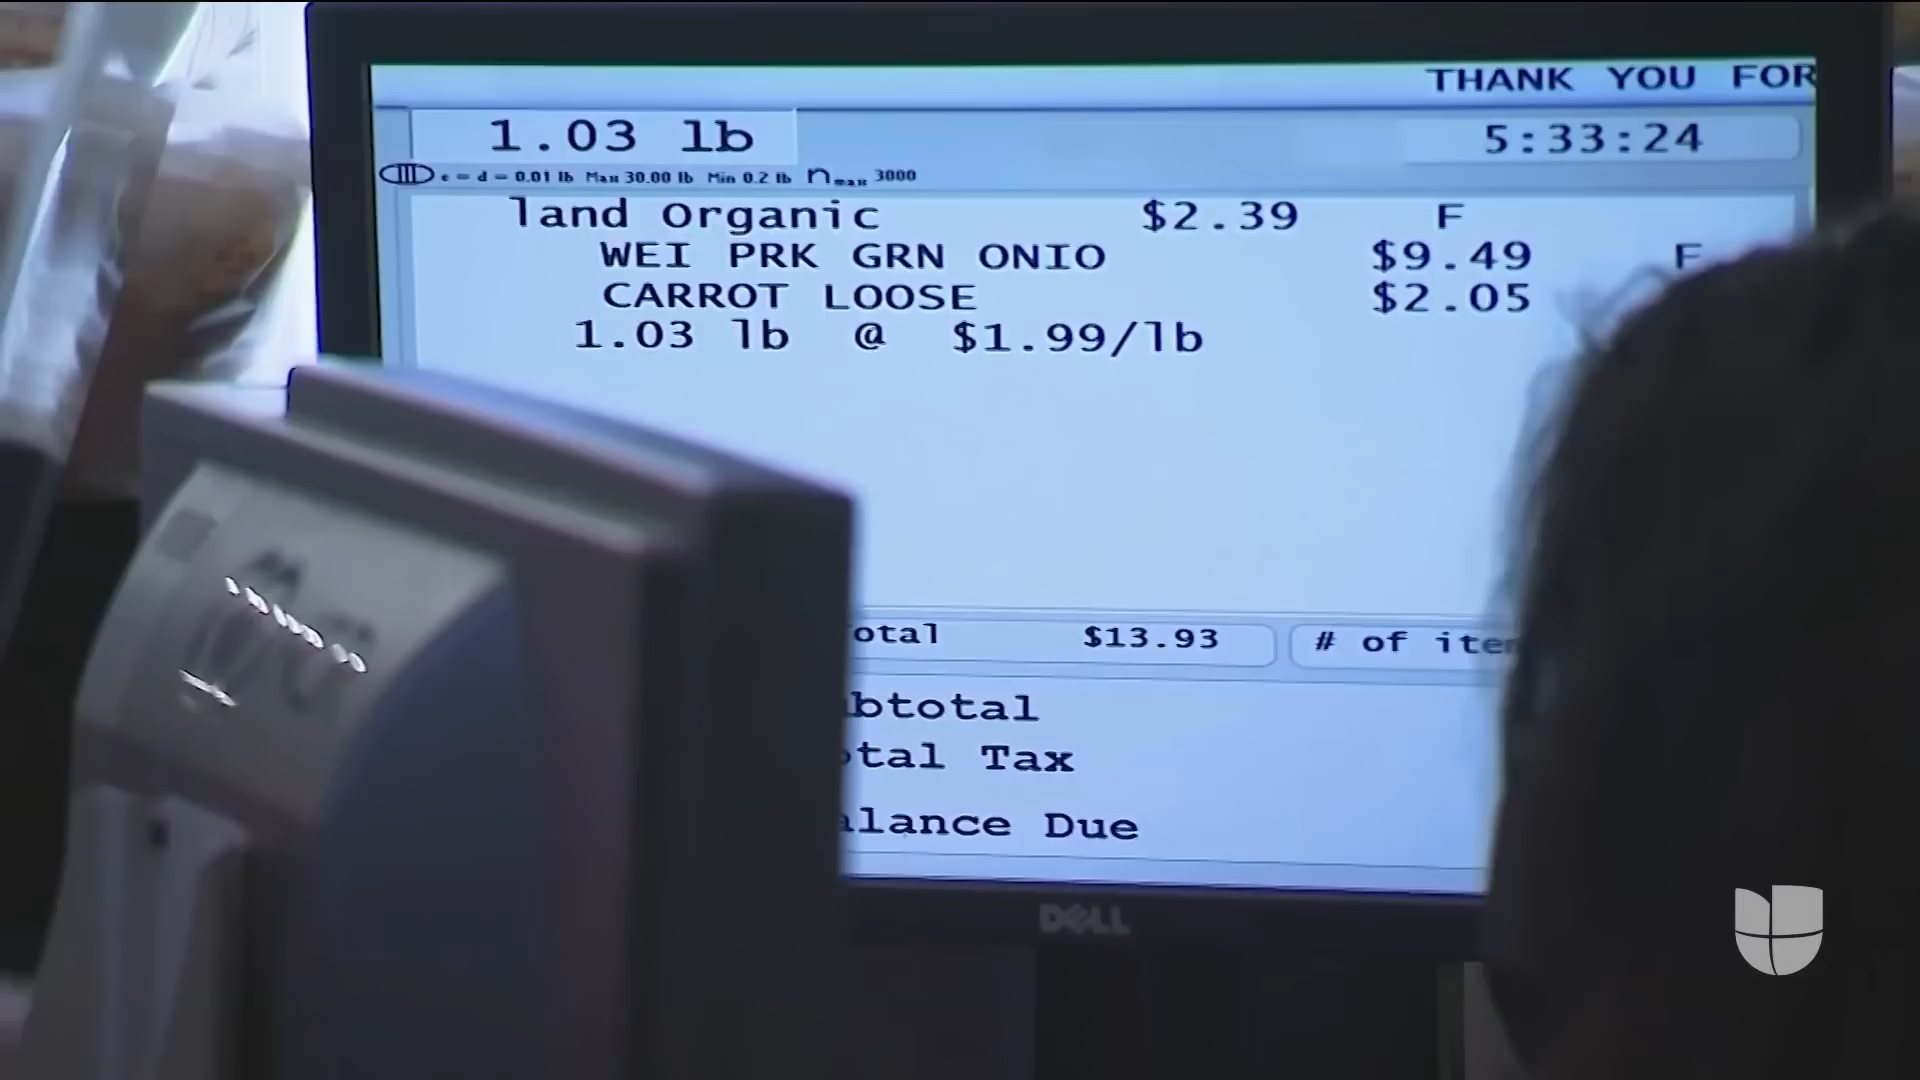 THANK YOU FOR
1.03 lb 5:33:24
e = d = 0.01 lb Max 30.00 lb Min 0.2 lb nmax 3000
land Organic $2.39 F
WEI PRK GRN ONIO $9.49 F
CARROT LOOSE $2.05
1.03 lb @ $1.99/lb
otal $13.93 # of item
btotal
otal Tax
alance Due
DELL